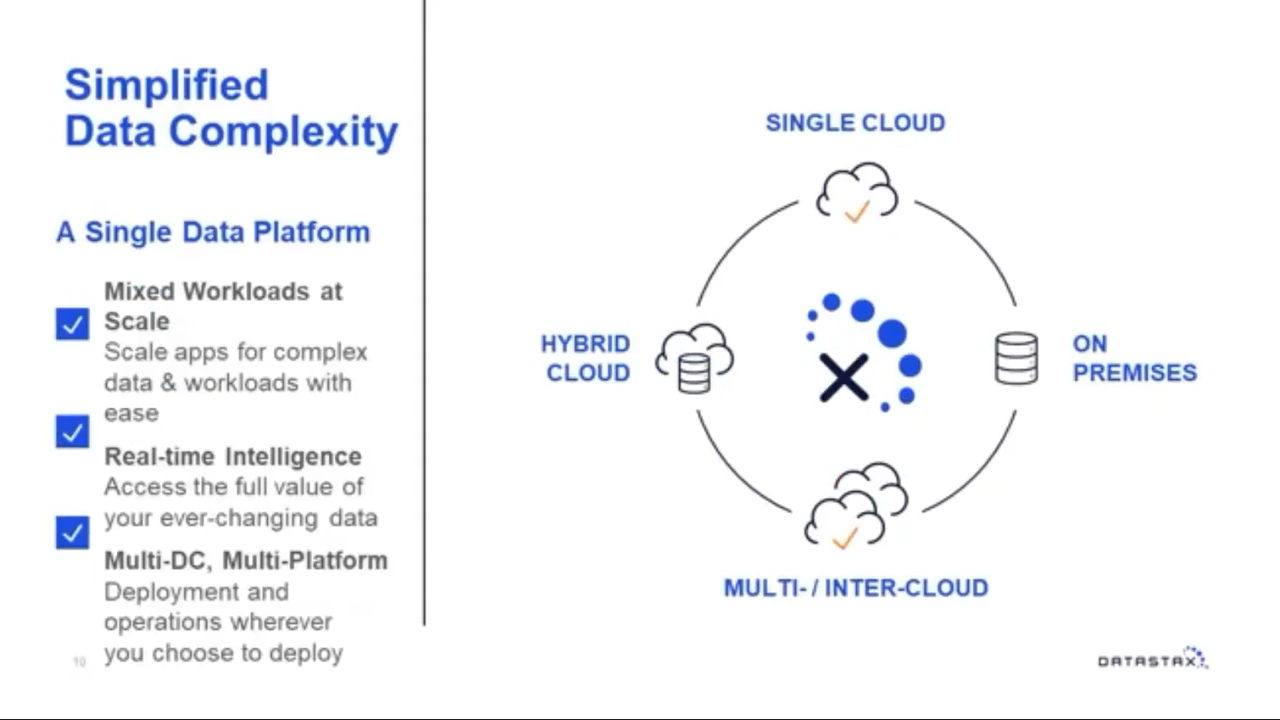 Simplified
Data Complexity
A Single Data Platform
Mixed Workloads at
Scale
Scale apps for complex
data & workloads with
ease
Real-time Intelligence
Access the full value of
your ever-changing data
Multi-DC, Multi-Platform
Deployment and
operations wherever
you choose to deploy
10
SINGLE CLOUD
HYBRID
CLOUD
ON
PREMISES
MULTI- / INTER-CLOUD
DATASTAX